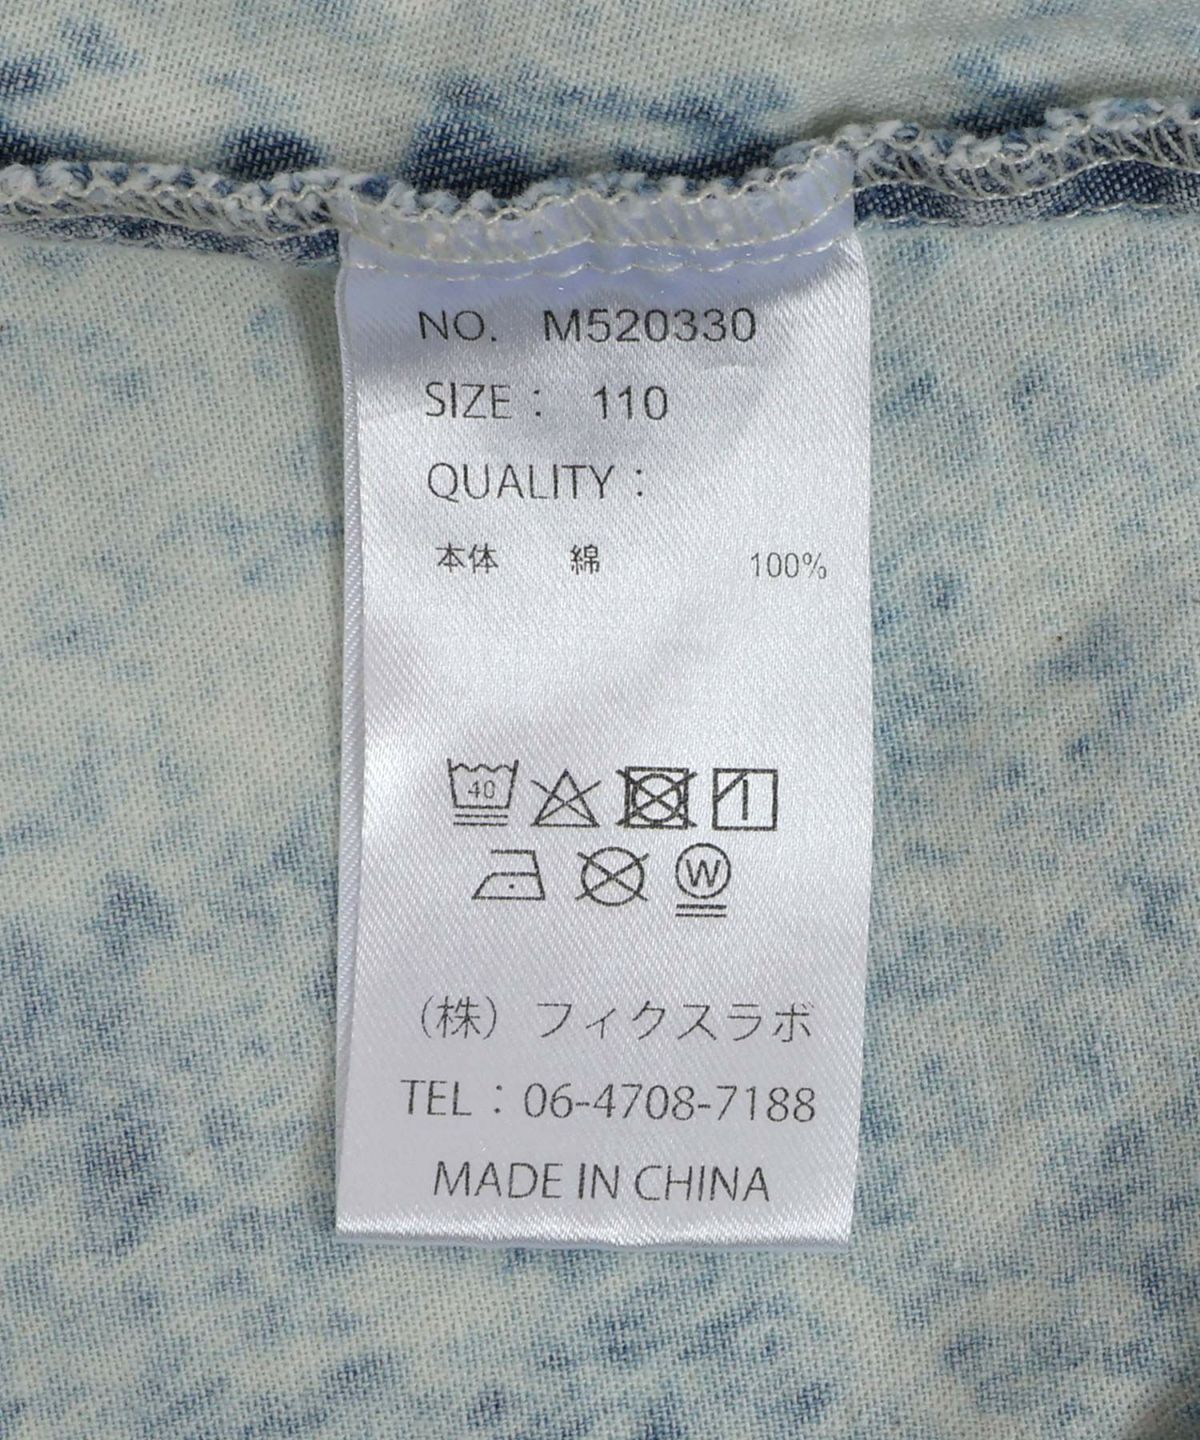 NO. M520330
SIZE： 110
QUALITY：
本体 綿 100%
40
W
（株）フィクスラボ
TEL：06-4708-7188
MADE IN CHINA